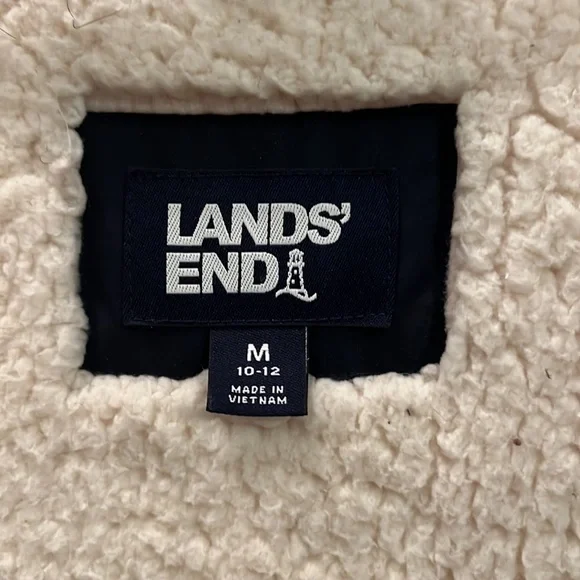 LANDS'
END
M
10-12
MADE IN
VIETNAM